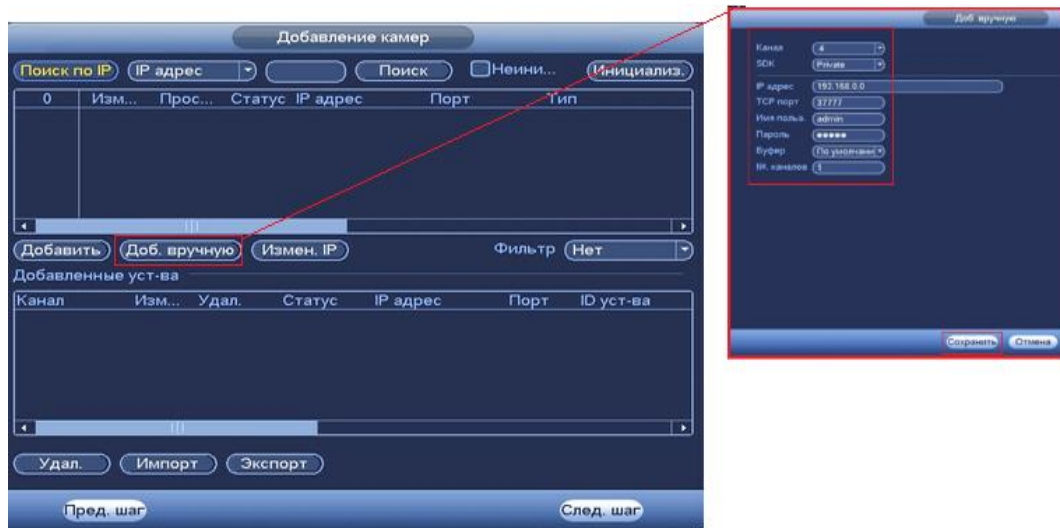 Добавление камер
Поиск по IP IP адрес Поиск Неини... Инициализ.
0 Изм... Прос... Статус IP адрес Порт Тип
Добавить Доб. вручную Измен. IP Фильтр Нет
Добавленные уст-ва
Канал Изм... Удал. Статус IP адрес Порт ID уст-ва
Удал. Импорт Экспорт
Пред. шаг След. шаг
Доб. вручную
Канал 4
SDK Private
IP адрес 192.168.0.0
TCP порт 37777
Имя польз. admin
Пароль •••••
Буфер По умолчани
№. каналов 1
Сохранить Отмена